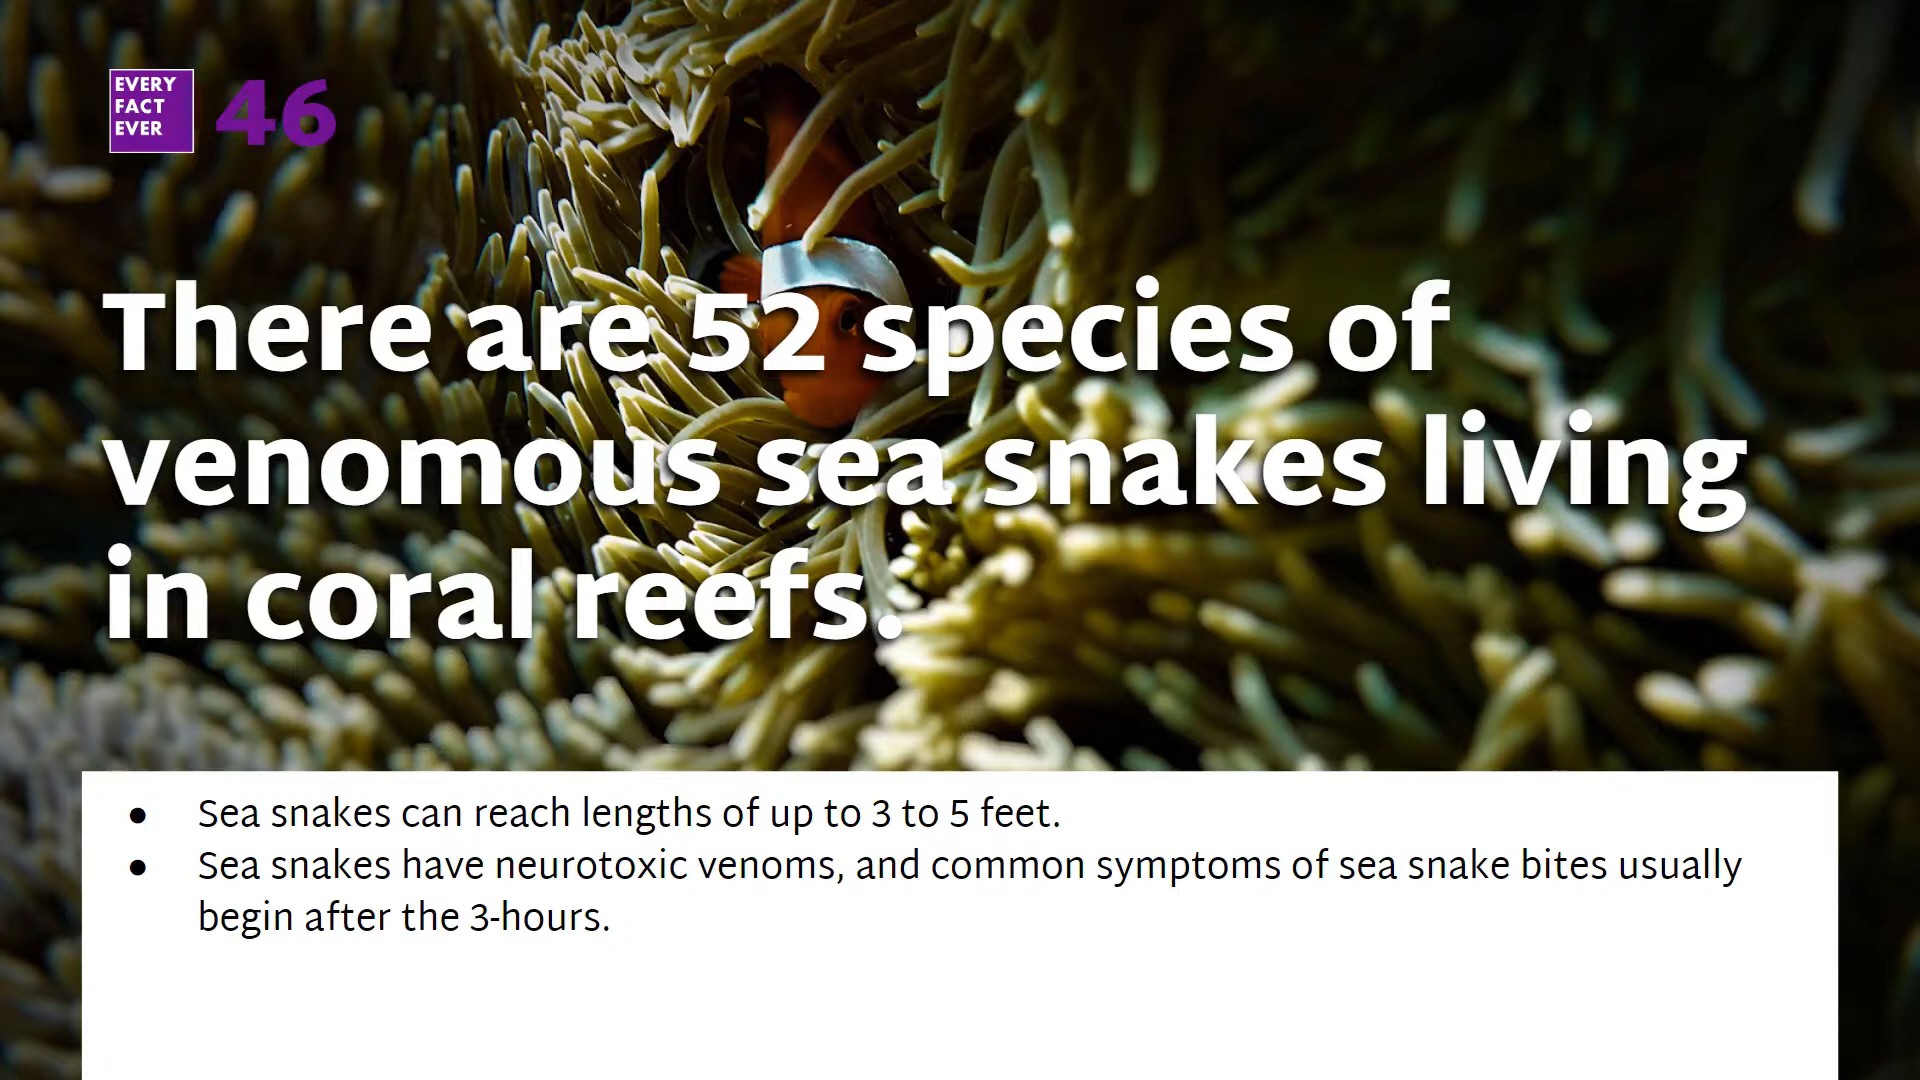 EVERY
FACT
EVER
46
There are 52 species of
venomous sea snakes living
in coral reefs.
● Sea snakes can reach lengths of up to 3 to 5 feet.
● Sea snakes have neurotoxic venoms, and common symptoms of sea snake bites usually
begin after the 3-hours.